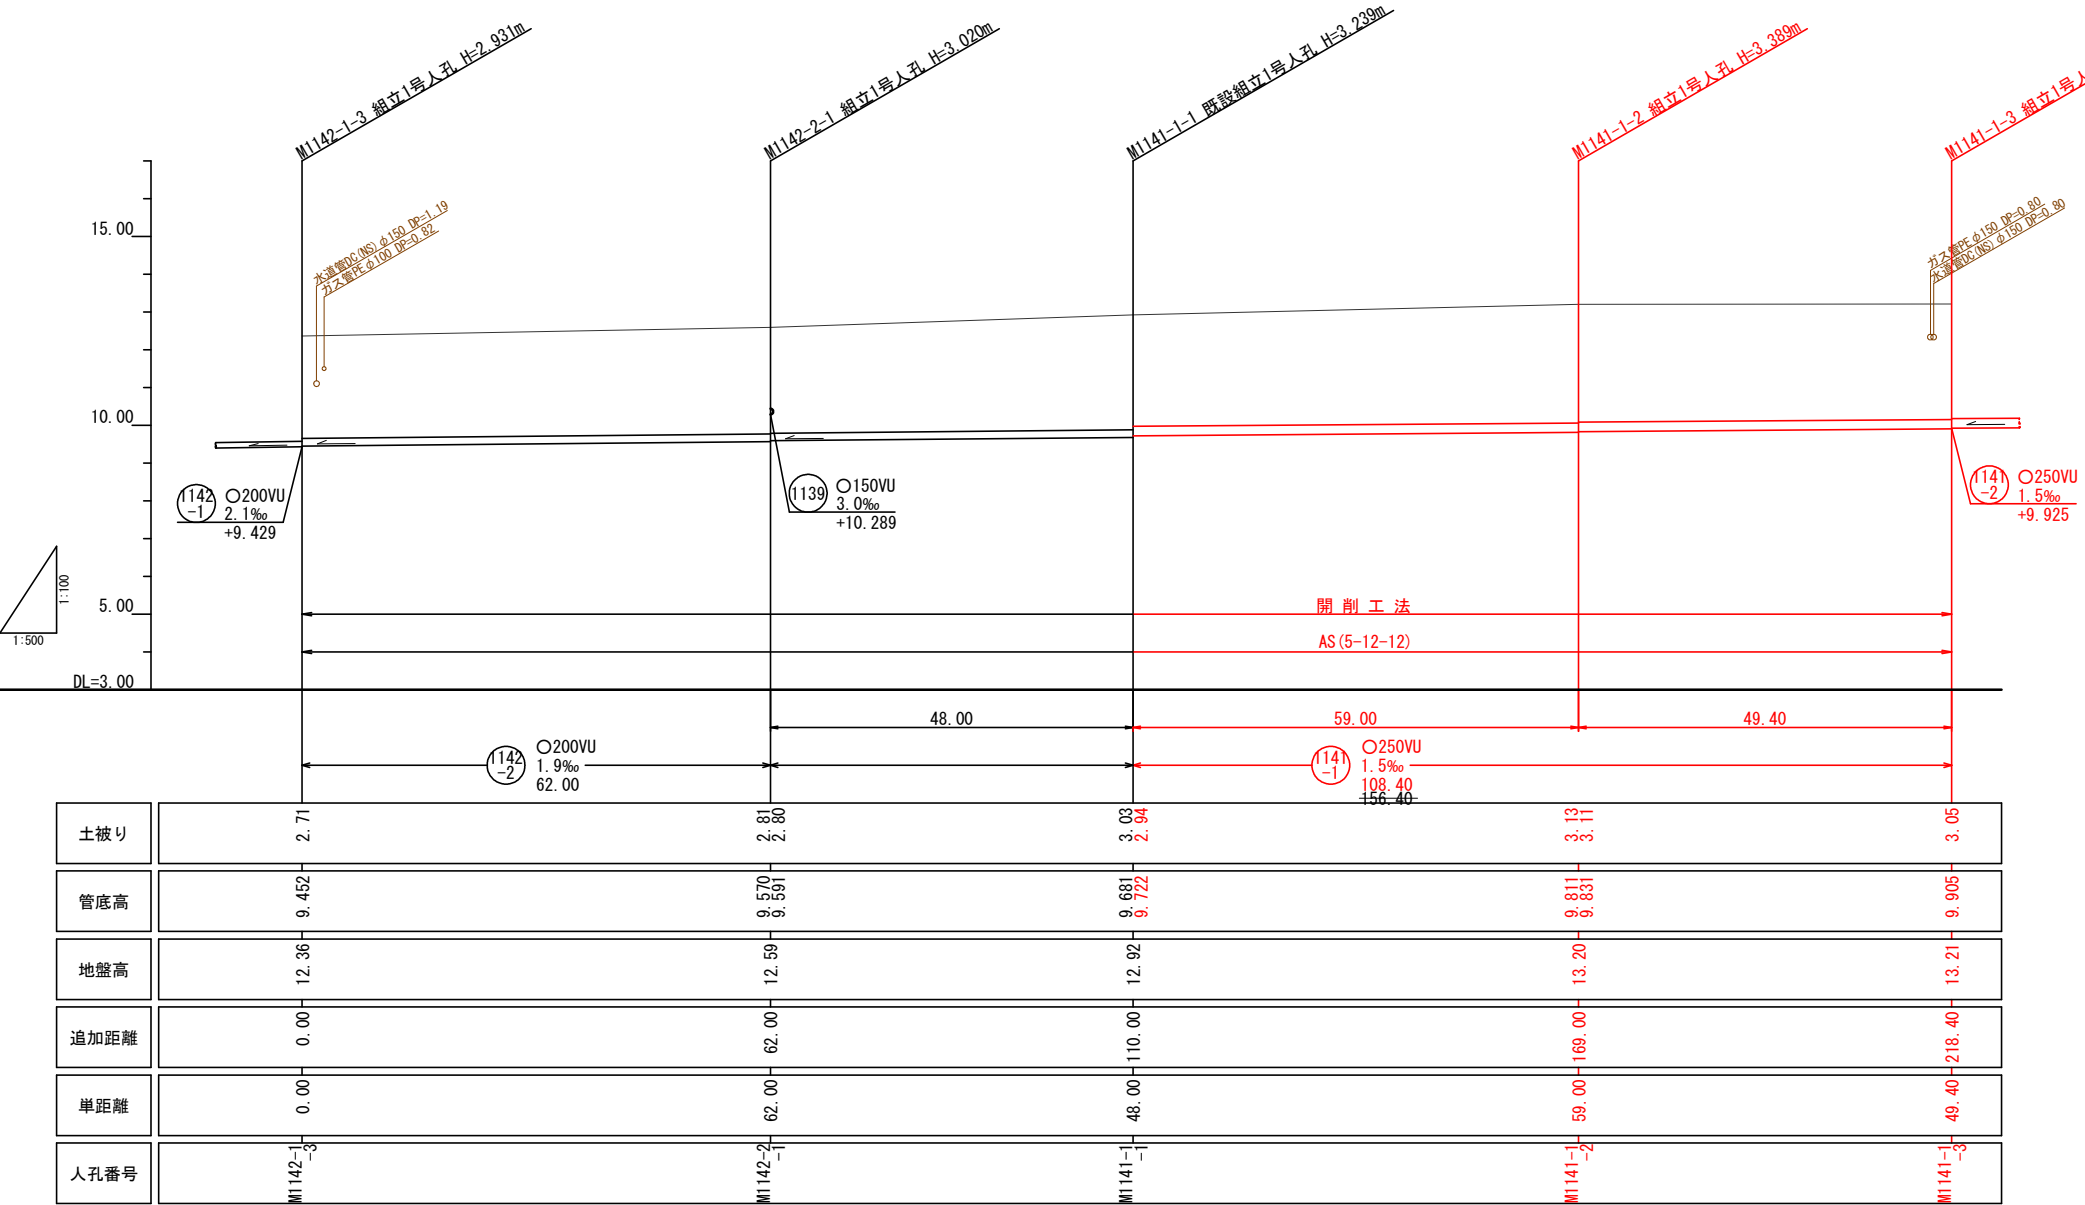 M1142-1-3 組立1号人孔 H=2.931m
M1142-2-1 組立1号人孔 H=3.020m
M1141-1-1 既設組立1号人孔 H=3.239m
M1141-1-2 組立1号人孔 H=3.389m
M1141-1-3 組立1号人
水道管DC(NS)φ150 DP=1.19
ガス管PEφ100 DP=0.82
ガス管PEφ150 DP=0.80
水道管DC(NS)φ150 DP=0.80
15.00
10.00
5.00
DL=3.00
1:100
1:500
1142
-1
○200VU
2.1‰
+9.429
1139
○150VU
3.0‰
+10.289
1141
-2
○250VU
1.5‰
+9.925
開削工法
AS(5-12-12)
48.00
59.00
49.40
1142
-2
○200VU
1.9‰
62.00
1141
-1
○250VU
1.5‰
108.40
156.40
土被り
2.71
2.81
2.80
3.03
2.94
3.13
3.11
3.05
管底高
9.452
9.570
9.591
9.681
9.722
9.811
9.831
9.905
地盤高
12.36
12.59
12.92
13.20
13.21
追加距離
0.00
62.00
110.00
169.00
218.40
単距離
0.00
62.00
48.00
59.00
49.40
人孔番号
M1142-1
-3
M1142-2
-1
M1141-1
-1
M1141-1
-2
M1141-1
-3